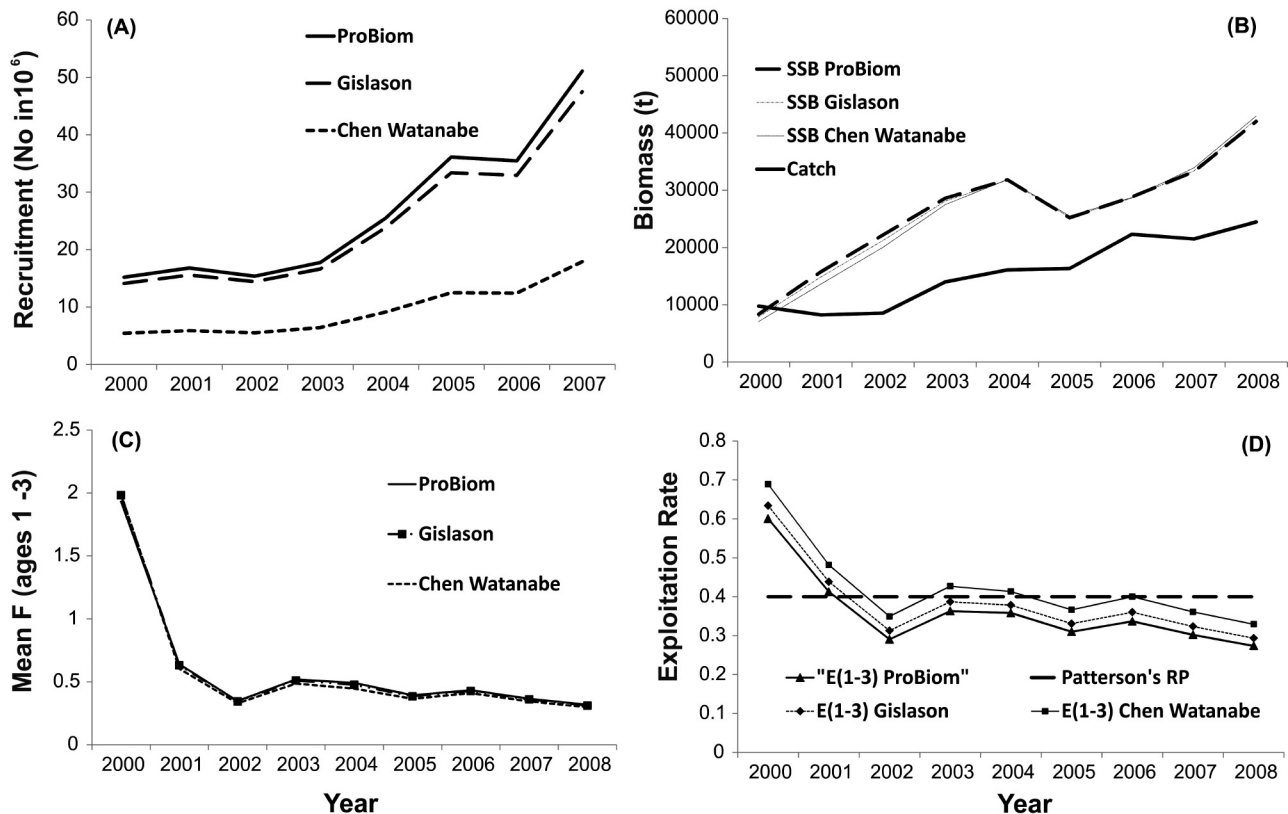 (A)
Recruitment (No in10⁶)
60
50
40
30
20
10
0
ProBiom
Gislason
Chen Watanabe
2000 2001 2002 2003 2004 2005 2006 2007
(B)
Biomass (t)
60000
50000
40000
30000
20000
10000
0
SSB ProBiom
SSB Gislason
SSB Chen Watanabe
Catch
2000 2001 2002 2003 2004 2005 2006 2007 2008
(C)
Mean F (ages 1 -3)
2.5
2
1.5
1
0.5
0
ProBiom
Gislason
Chen Watanabe
2000 2001 2002 2003 2004 2005 2006 2007 2008
Year
(D)
Exploitation Rate
0.8
0.7
0.6
0.5
0.4
0.3
0.2
0.1
0
"E(1-3) ProBiom" Patterson's RP
E(1-3) Gislason E(1-3) Chen Watanabe
2000 2001 2002 2003 2004 2005 2006 2007 2008
Year